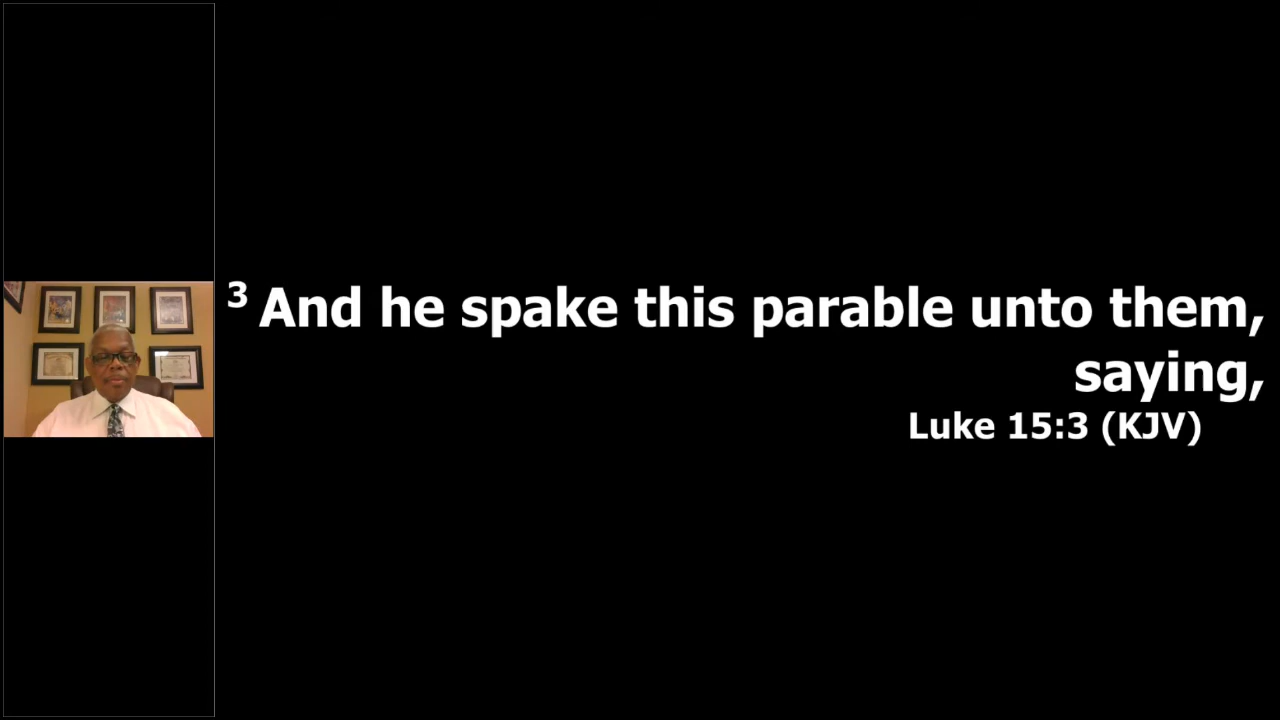 3 And he spake this parable unto them,
saying,
Luke 15:3 (KJV)